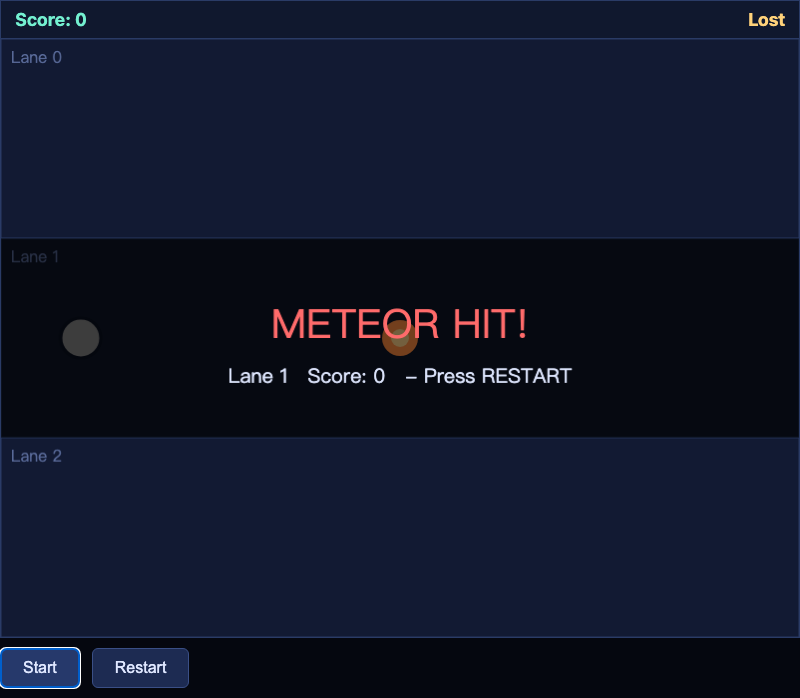 Score: 0 Lost
Lane 0
Lane 1
METEOR HIT!
Lane 1 Score: 0 – Press RESTART
Lane 2
Start Restart